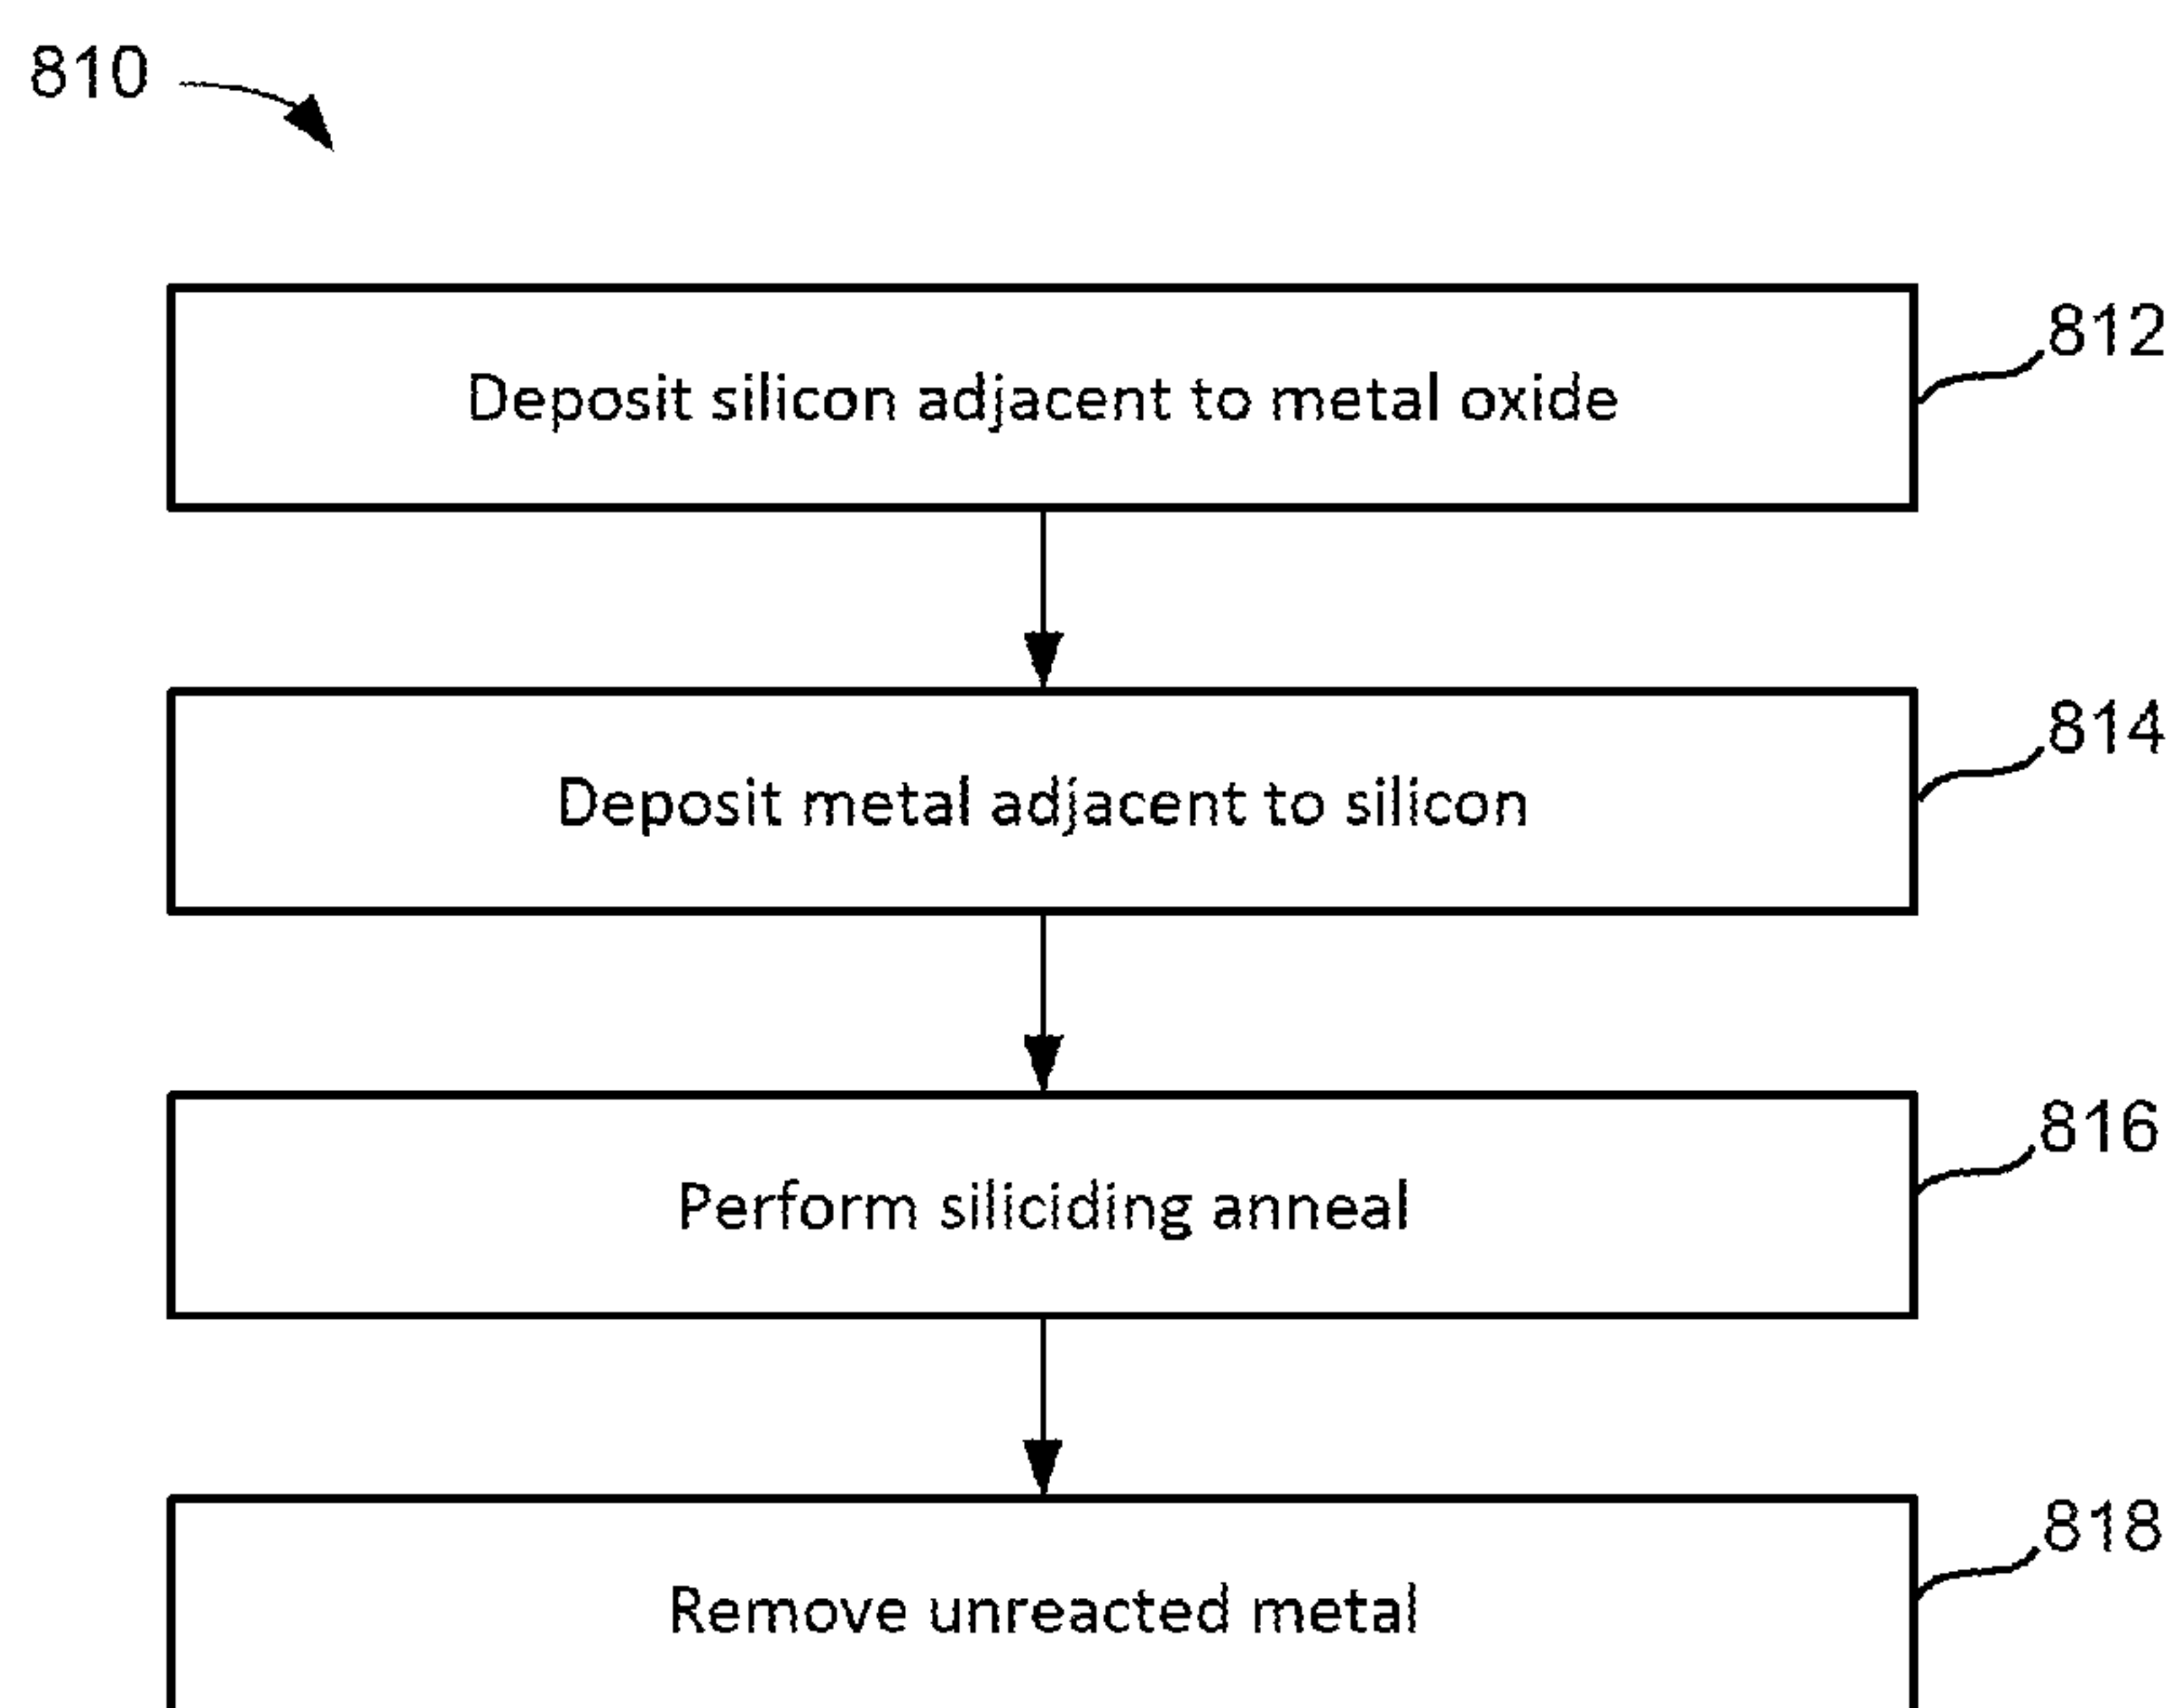 810
812
Deposit silicon adjacent to metal oxide
814
Deposit metal adjacent to silicon
816
Perform siliciding anneal
818
Remove unreacted metal